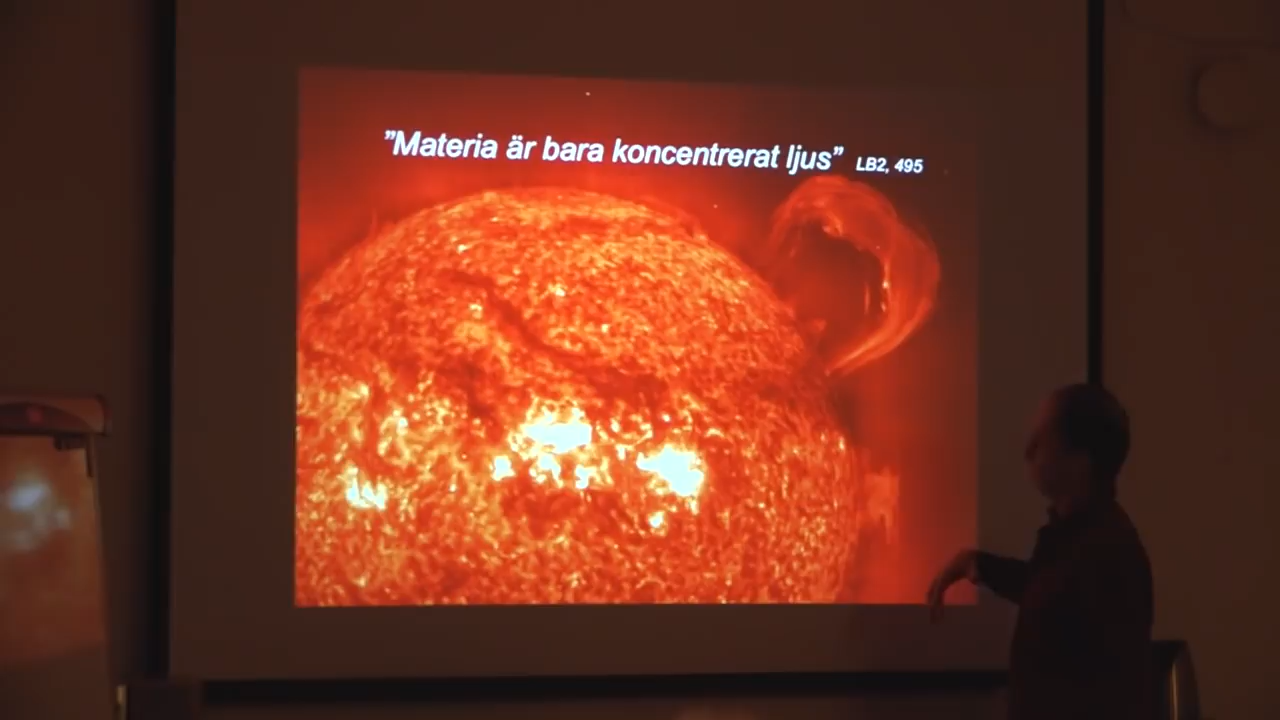 ”Materia är bara koncentrerat ljus” LB2, 495